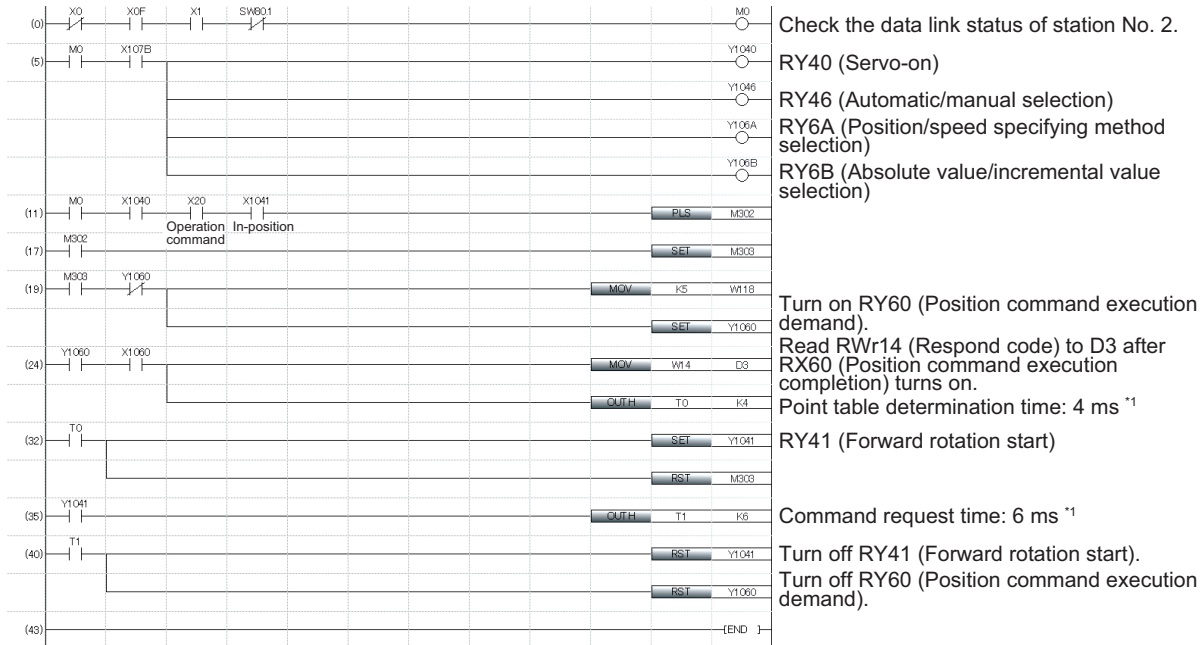 X0 X0F X1 SW80.1 M0
(0) Check the data link status of station No. 2.
M0 X107B Y1040
(5) RY40 (Servo-on)
Y1046
RY46 (Automatic/manual selection)
Y106A
RY6A (Position/speed specifying method
selection)
Y106B
RY6B (Absolute value/incremental value
selection)
M0 X1040 X20 X1041
(11) PLS M302
Operation In-position
command
M302
(17) SET M303
M303 Y1060
(19) MOV K5 W118
SET Y1060
Turn on RY60 (Position command execution
demand).
Y1060 X1060
(24) MOV W14 D3
Read RWr14 (Respond code) to D3 after
RX60 (Position command execution
completion) turns on.
OUTH T0 K4
Point table determination time: 4 ms *1
T0
(32) SET Y1041
RY41 (Forward rotation start)
RST M303
Y1041
(35) OUTH T1 K6
Command request time: 6 ms *1
T1
(40) RST Y1041
Turn off RY41 (Forward rotation start).
RST Y1060
Turn off RY60 (Position command execution
demand).
(43) [END ]